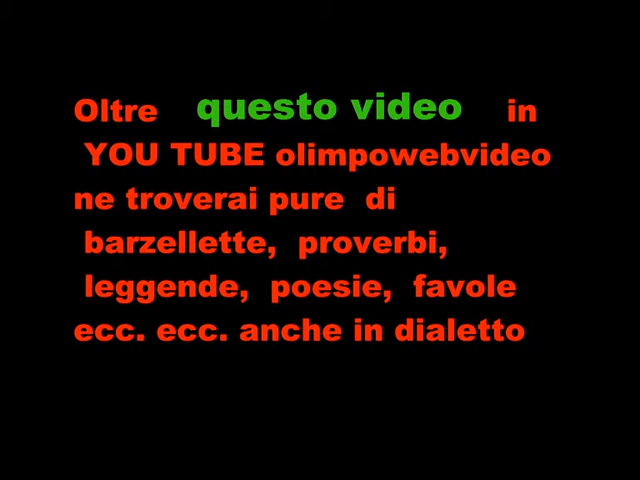 Oltre questo video in
YOU TUBE olimpowebvideo
ne troverai pure di
barzellette, proverbi,
leggende, poesie, favole
ecc. ecc. anche in dialetto